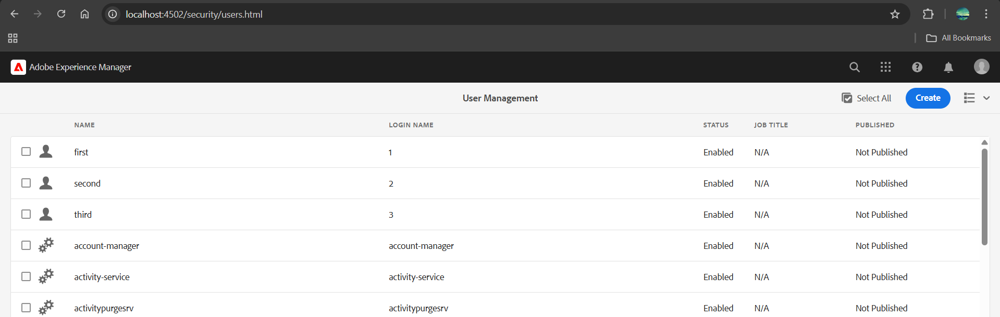 localhost:4502/security/users.html
All Bookmarks
Adobe Experience Manager
User Management Select All Create
NAME LOGIN NAME STATUS JOB TITLE PUBLISHED
first 1 Enabled N/A Not Published
second 2 Enabled N/A Not Published
third 3 Enabled N/A Not Published
account-manager account-manager Enabled N/A Not Published
activity-service activity-service Enabled N/A Not Published
activitypurgesrv activitypurgesrv Enabled N/A Not Published